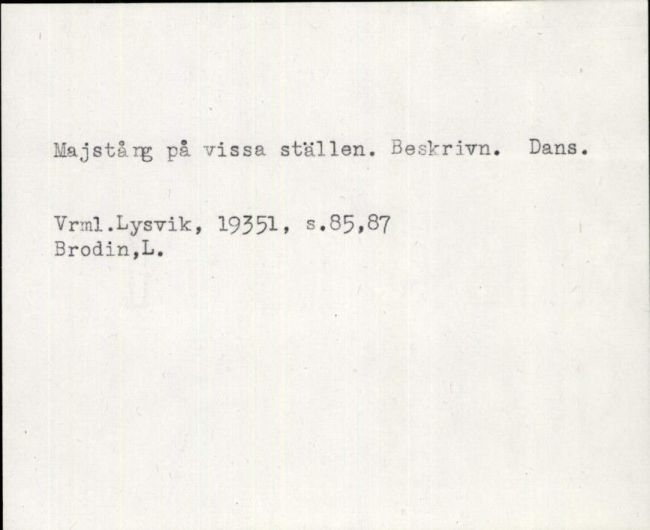 Majstång på vissa ställen. Beskrivn. Dans.
Vrml.Lysvik, 19351, s.85,87
Brodin,L.